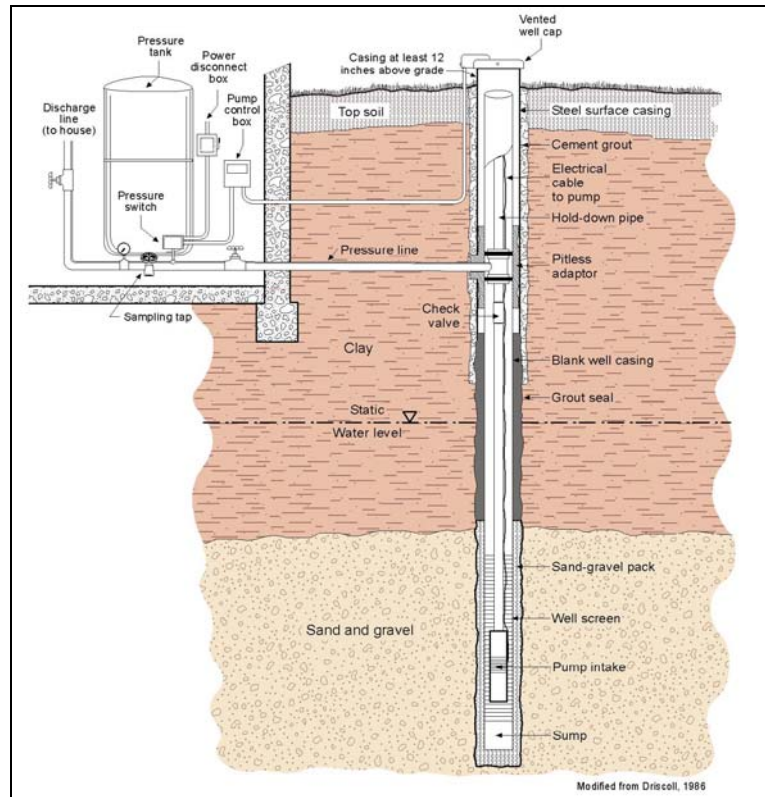 Vented
well cap
Pressure
tank
Power
disconnect
box
Casing at least 12
inches above grade
Discharge
line
(to house)
Pump
control
box
Top soil
Steel surface casing
Cement grout
Electrical
cable
to pump
Pressure
switch
Hold-down pipe
Pressure line
Pitless
adaptor
Sampling tap
Check
valve
Clay
Blank well casing
Grout seal
Static
Water level
Sand-gravel pack
Well screen
Sand and gravel
Pump intake
Sump
Modified from Driscoll, 1986